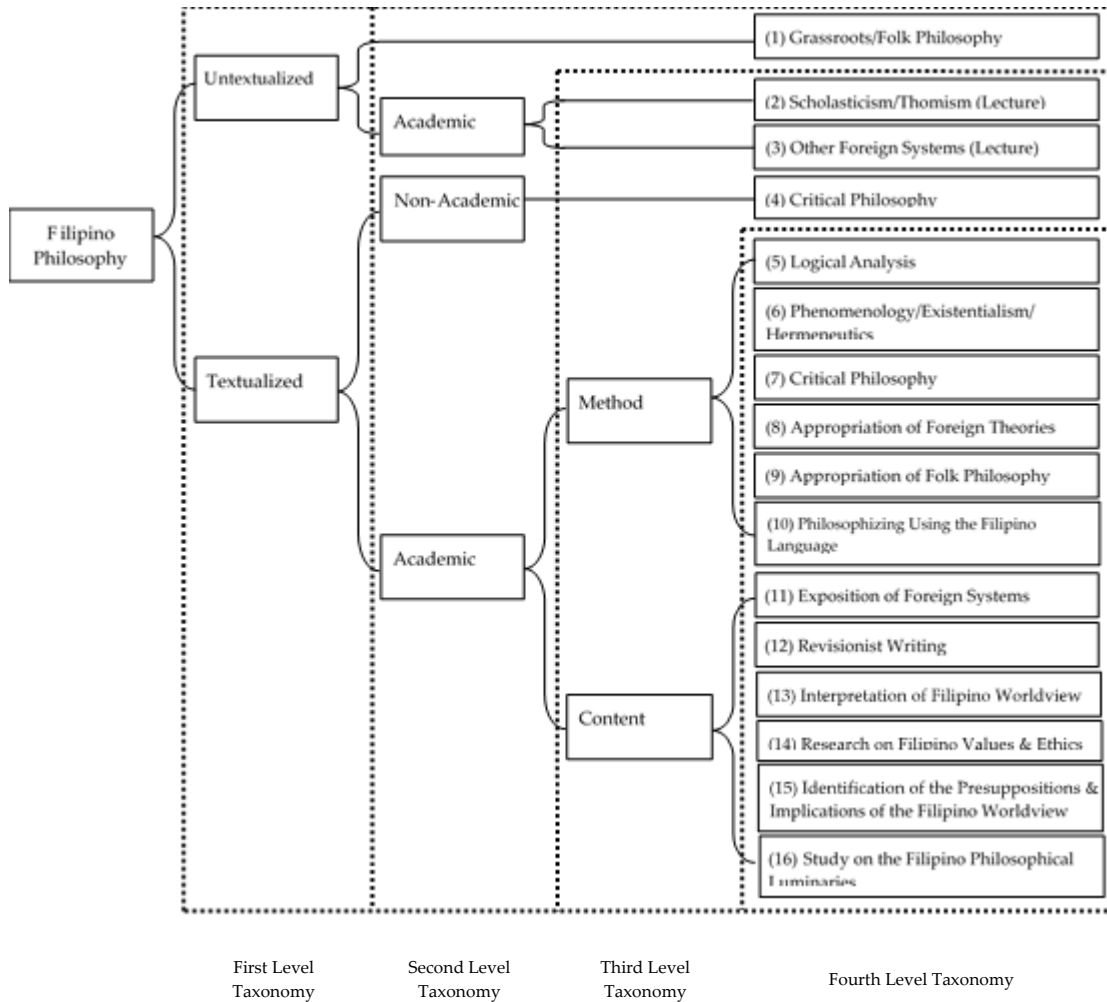 (1) Grassroots/Folk Philosophy
Untextualized
(2) Scholasticism/Thomism (Lecture)
Academic
(3) Other Foreign Systems (Lecture)
Non-Academic
(4) Critical Philosophy
Filipino
Philosophy
(5) Logical Analysis
(6) Phenomenology/Existentialism/
Hermeneutics
Textualized
(7) Critical Philosophy
Method
(8) Appropriation of Foreign Theories
(9) Appropriation of Folk Philosophy
(10) Philosophizing Using the Filipino
Language
Academic
(11) Exposition of Foreign Systems
(12) Revisionist Writing
(13) Interpretation of Filipino Worldview
Content
(14) Research on Filipino Values & Ethics
(15) Identification of the Presuppositions &
Implications of the Filipino Worldview
(16) Study on the Filipino Philosophical
Luminaries
First Level
Taxonomy
Second Level
Taxonomy
Third Level
Taxonomy
Fourth Level Taxonomy